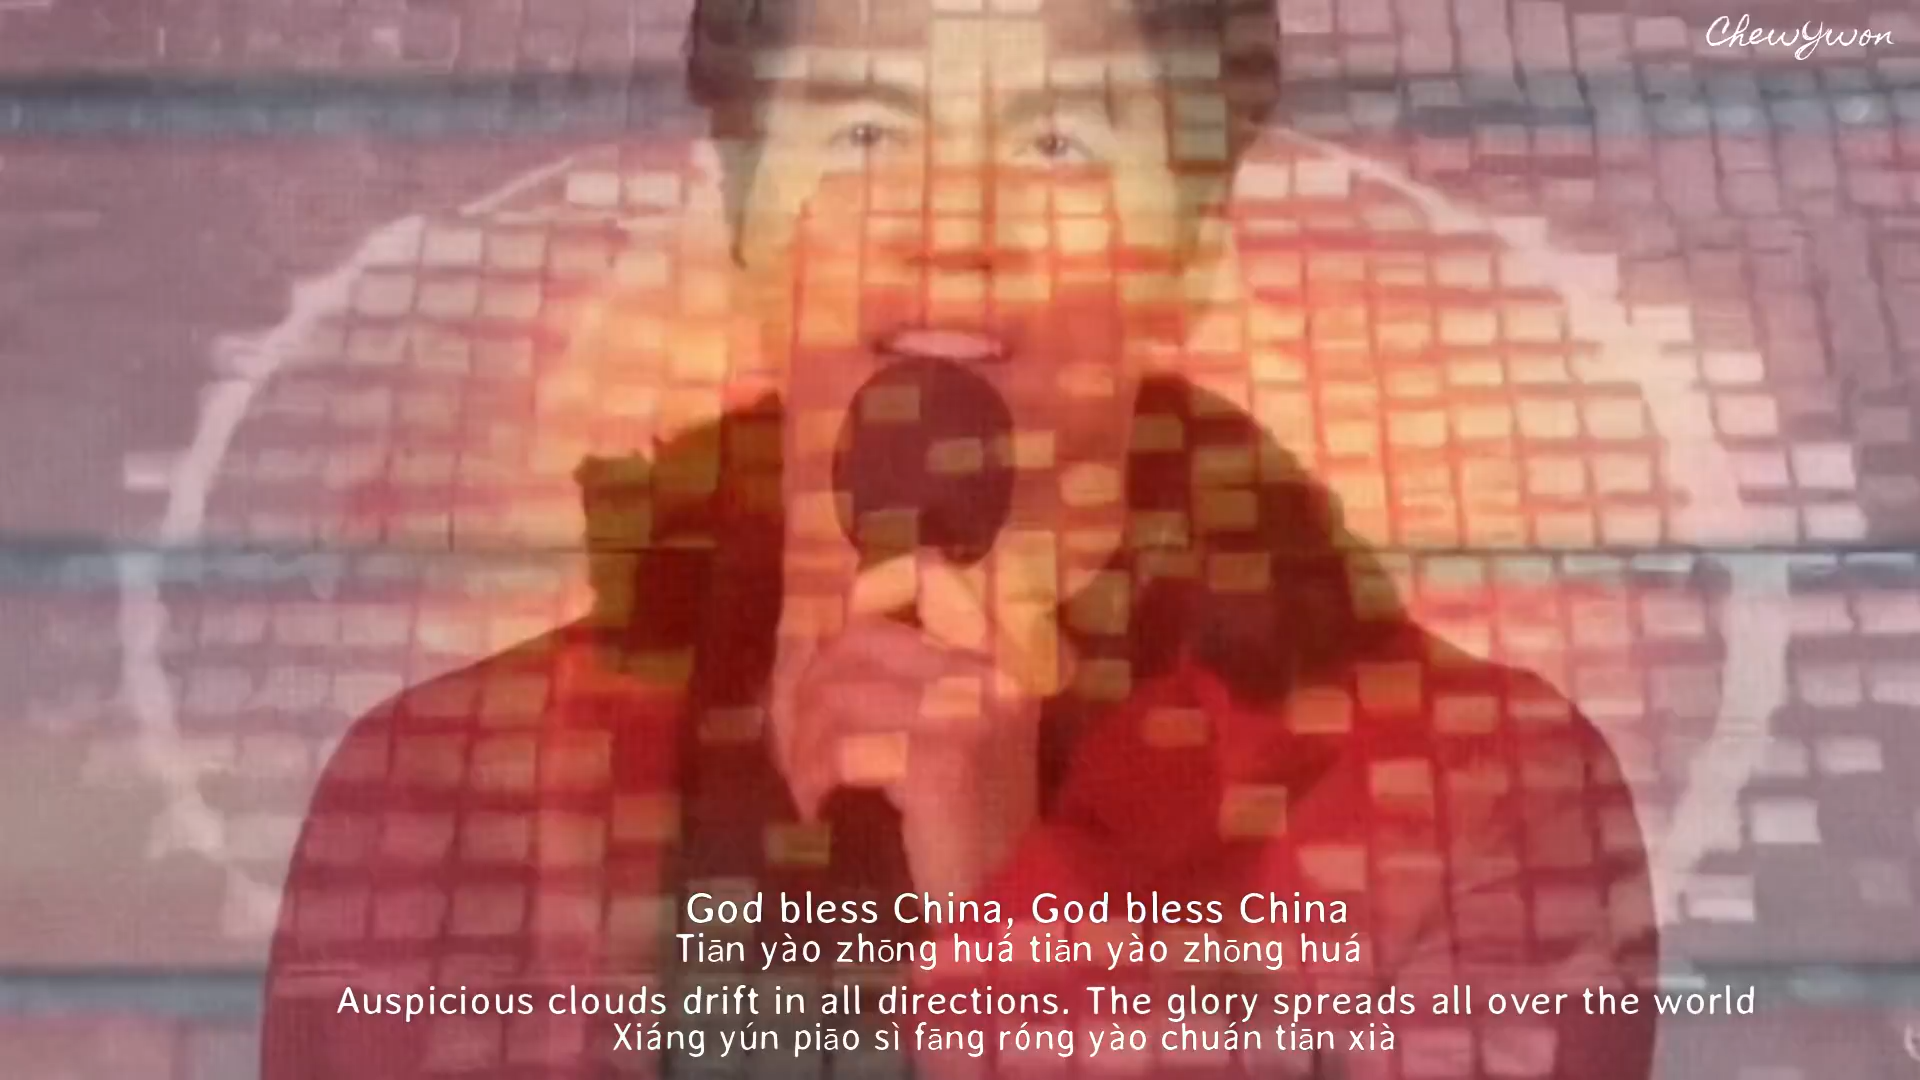 ChewYwon
God bless China, God bless China
Tiān yào zhōng huá tiān yào zhōng huá
Auspicious clouds drift in all directions. The glory spreads all over the world
Xiáng yún piāo sì fāng róng yào chuán tiān xià